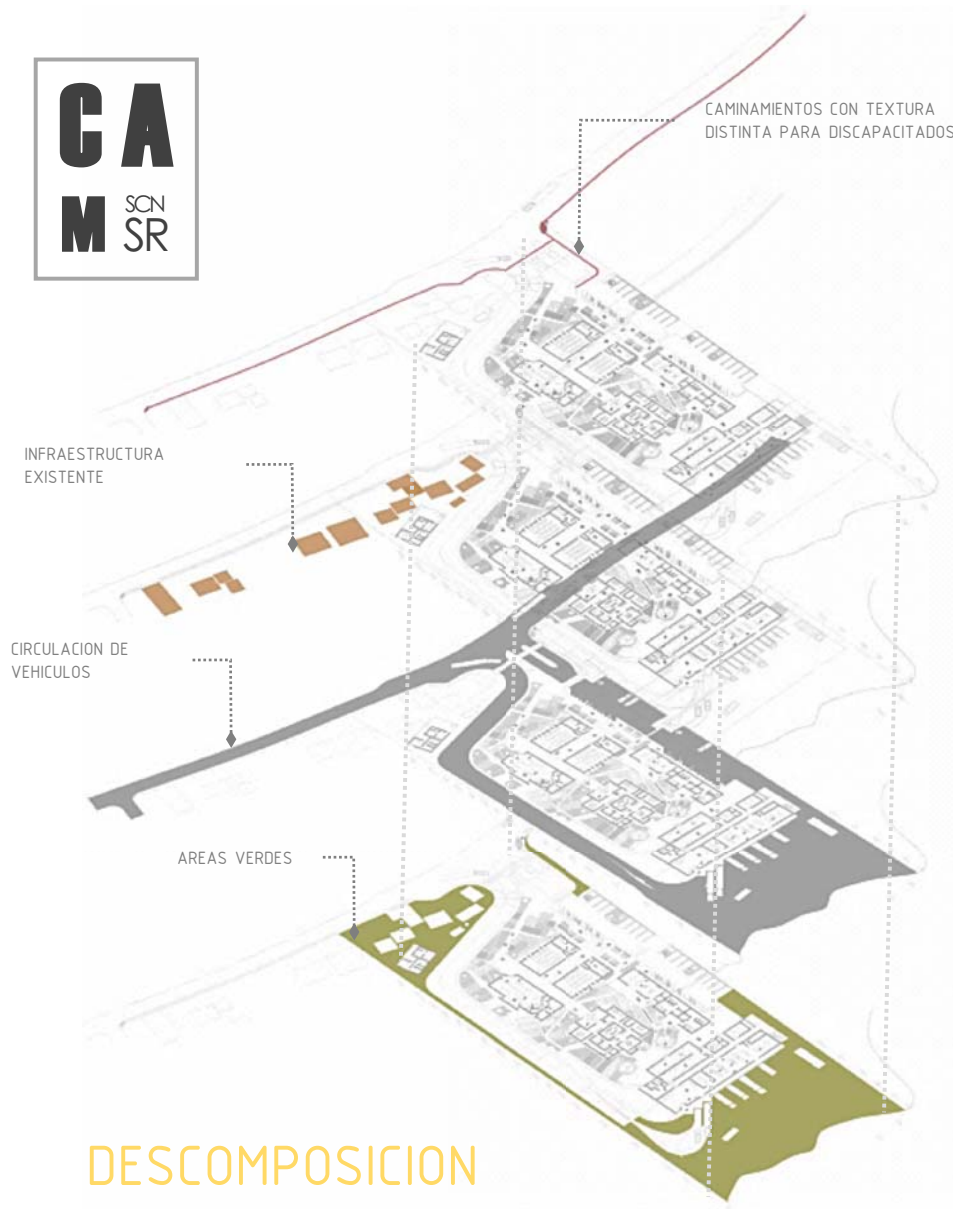 CA
M SCN
SR
CAMINAMIENTOS CON TEXTURA
DISTINTA PARA DISCAPACITADOS
INFRAESTRUCTURA
EXISTENTE
CIRCULACION DE
VEHICULOS
AREAS VERDES
DESCOMPOSICION